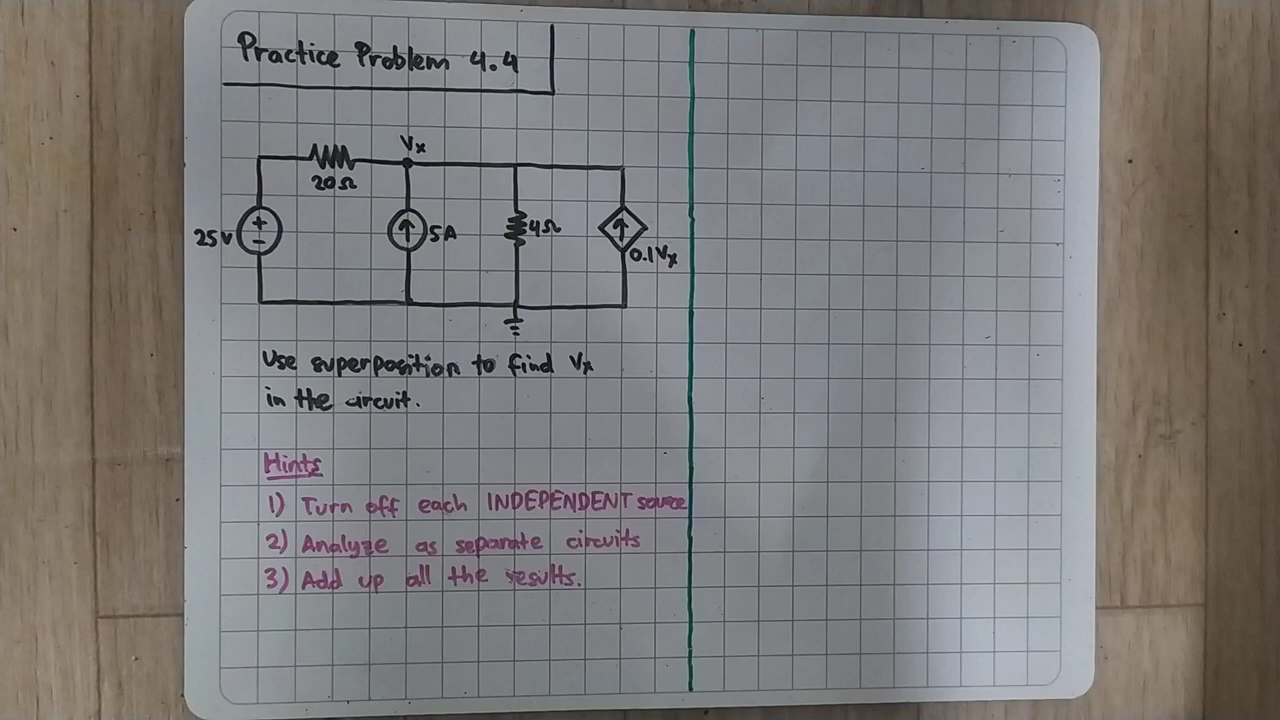 Practice Problem 4.4
Vx
20Ω
25V
+
−
5A
4Ω
0.1Vx
Use superposition to find Vx
in the circuit.
Hints
1) Turn off each INDEPENDENT source
2) Analyze as separate circuits
3) Add up all the results.